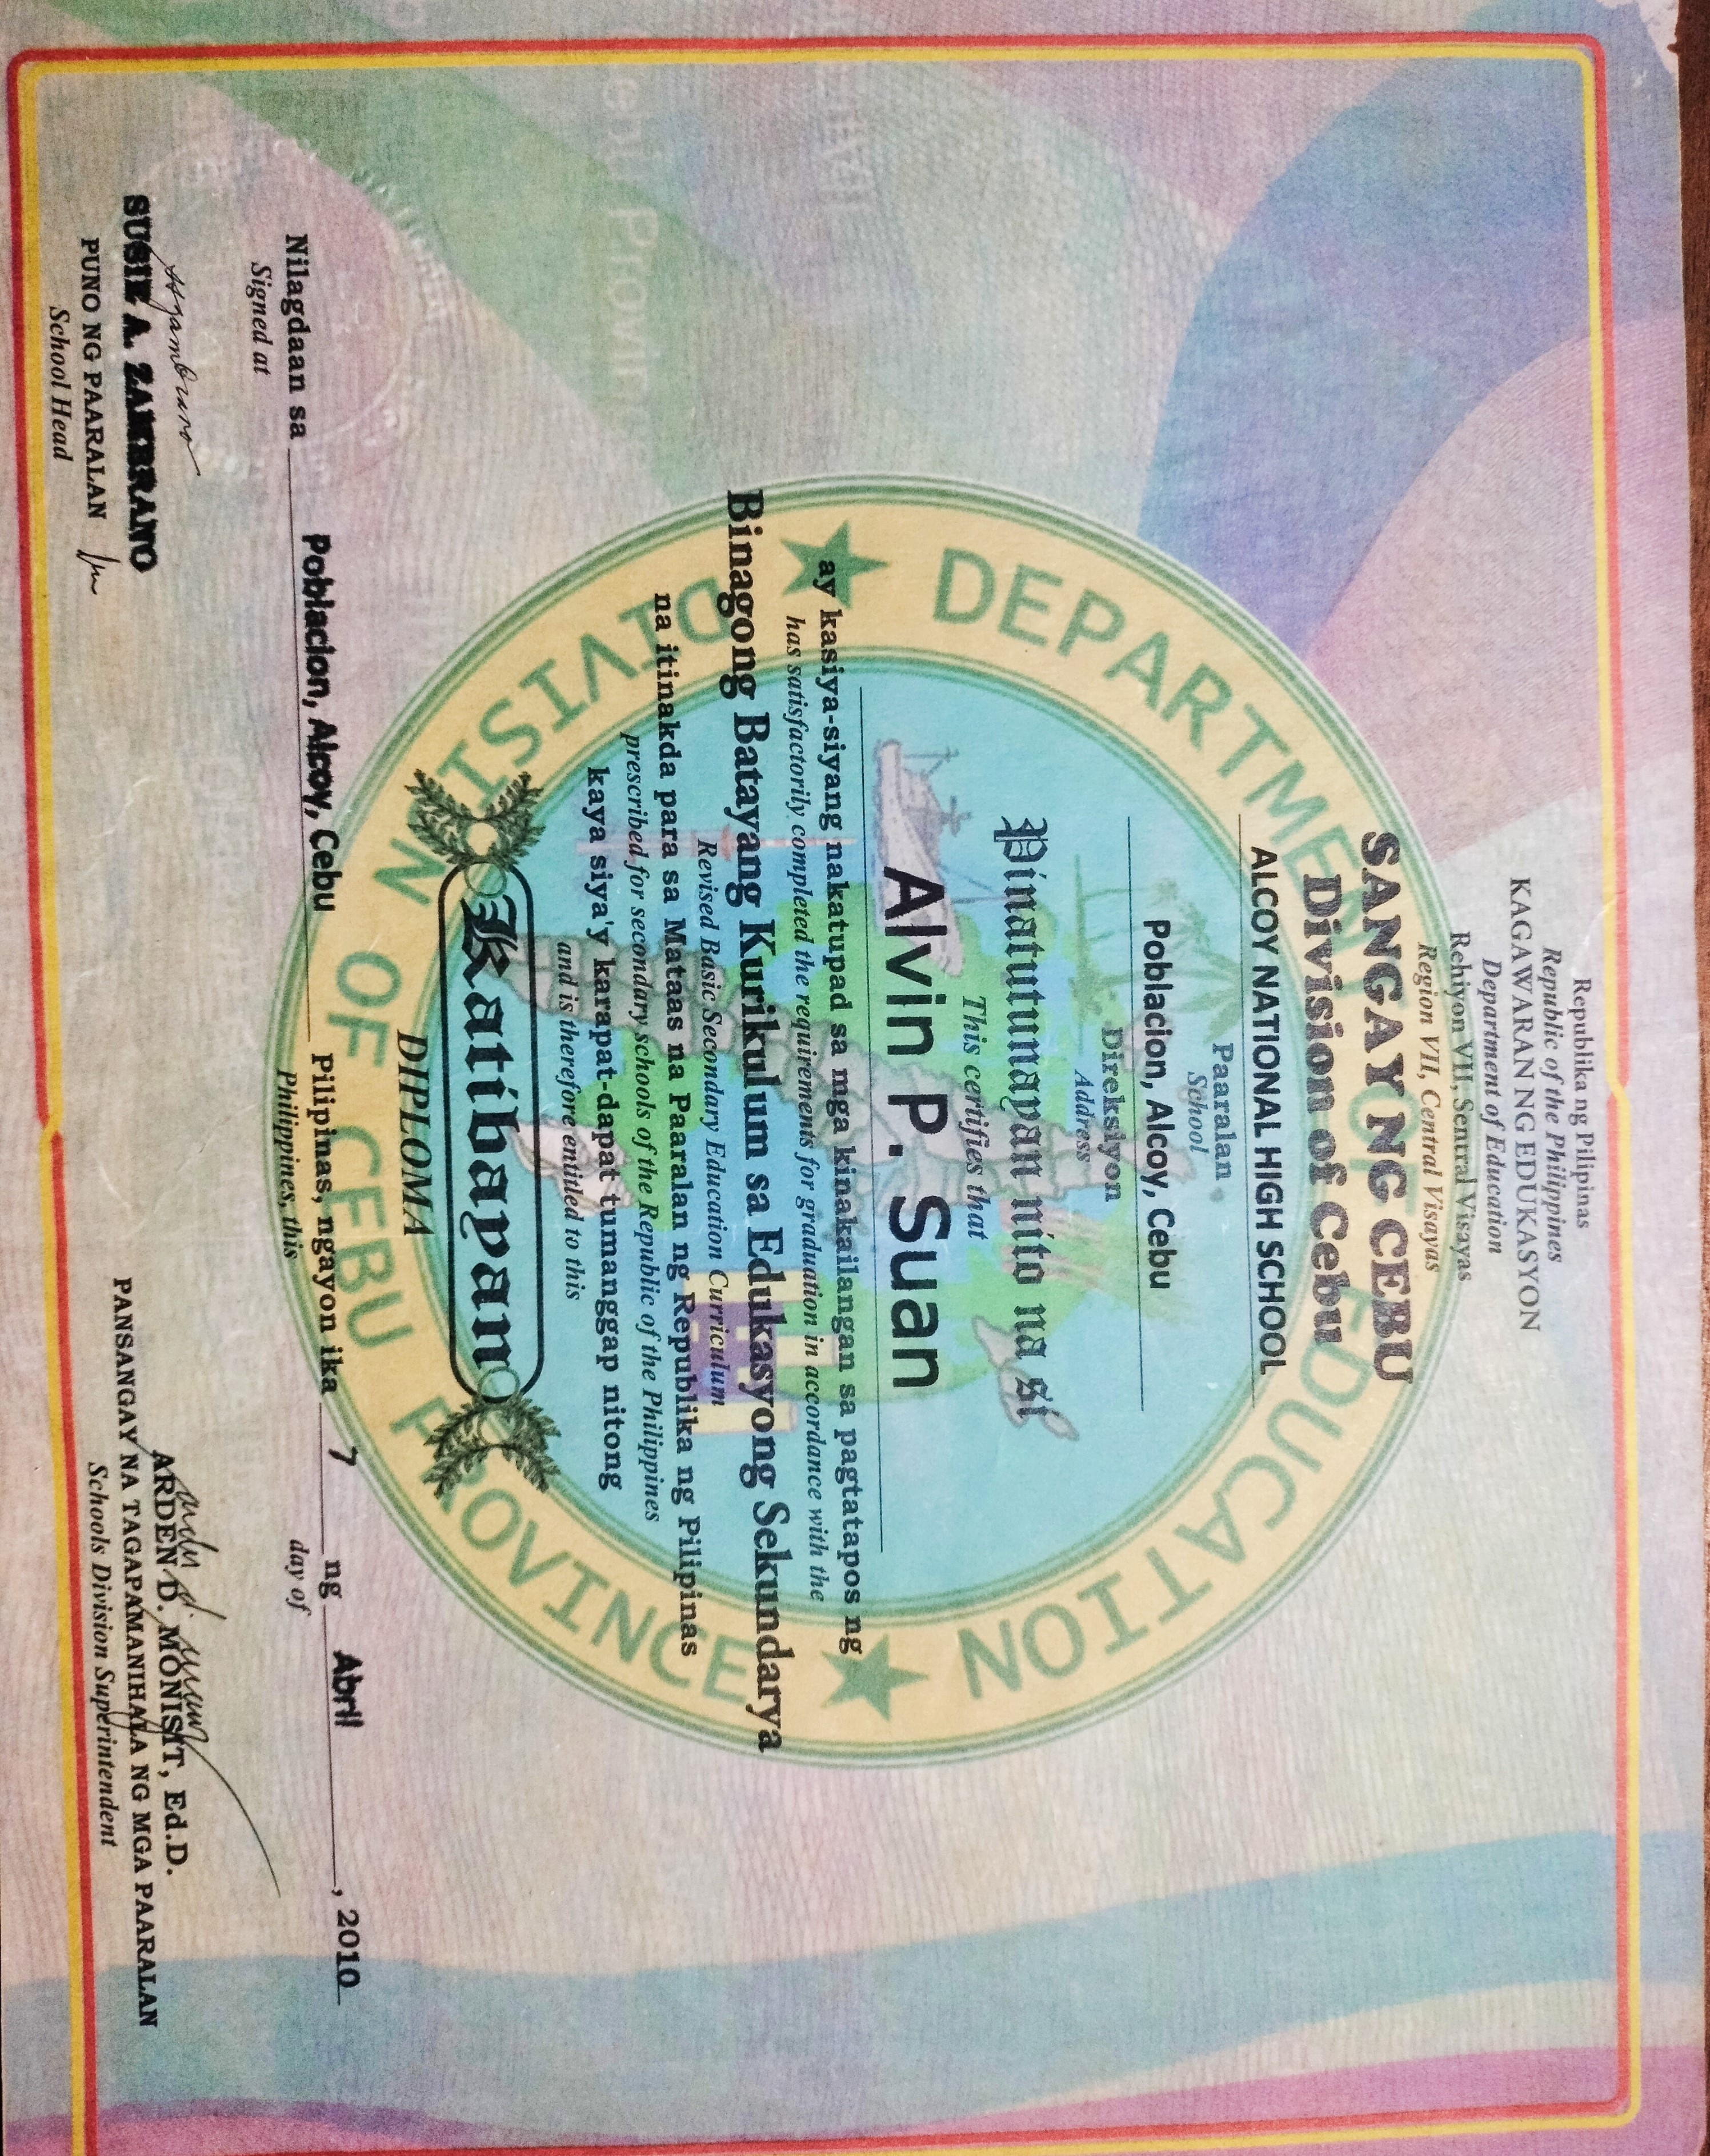 Republika ng Pilipinas
Republic of the Philippines
KAGAWARAN NG EDUKASYON
Department of Education
Rehiyon VII, Sentral Visayas
Region VII, Central Visayas
SANGAY NG CEBU
Division of Cebu
ALCOY NATIONAL HIGH SCHOOL
Paaralan
School
Poblacion, Alcoy, Cebu
Direksiyon
Address
Pinatutunayan nito na si
This certifies that
Alvin P. Suan
ay kasiya-siyang nakatupad sa mga kinakailangan sa pagtatapos ng
has satisfactorily completed the requirements for graduation in accordance with the
Binagong Batayang Kurikulum sa Edukasyong Sekundarya
Revised Basic Secondary Education Curriculum
na itinakda para sa Mataas na Paaralan ng Republika ng Pilipinas
prescribed for secondary schools of the Republic of the Philippines
kaya siya'y karapat-dapat tumanggap nitong
and is therefore entitled to this
Katibayan
DIPLOMA
Nilagdaan sa Poblacion, Alcoy, Cebu Pilipinas, ngayon ika 7 ng Abril, 2010
Signed at Philippines, this day of
SUSIE A. ZAMBRANO
PUNO NG PAARALAN
School Head
ARDEN D. MONISIT, Ed.D.
PANSANGAY NA TAGAPAMANIHALA NG MGA PAARALAN
Schools Division Superintendent
DEPARTMENT OF EDUCATION
DIVISION OF CEBU PROVINCE